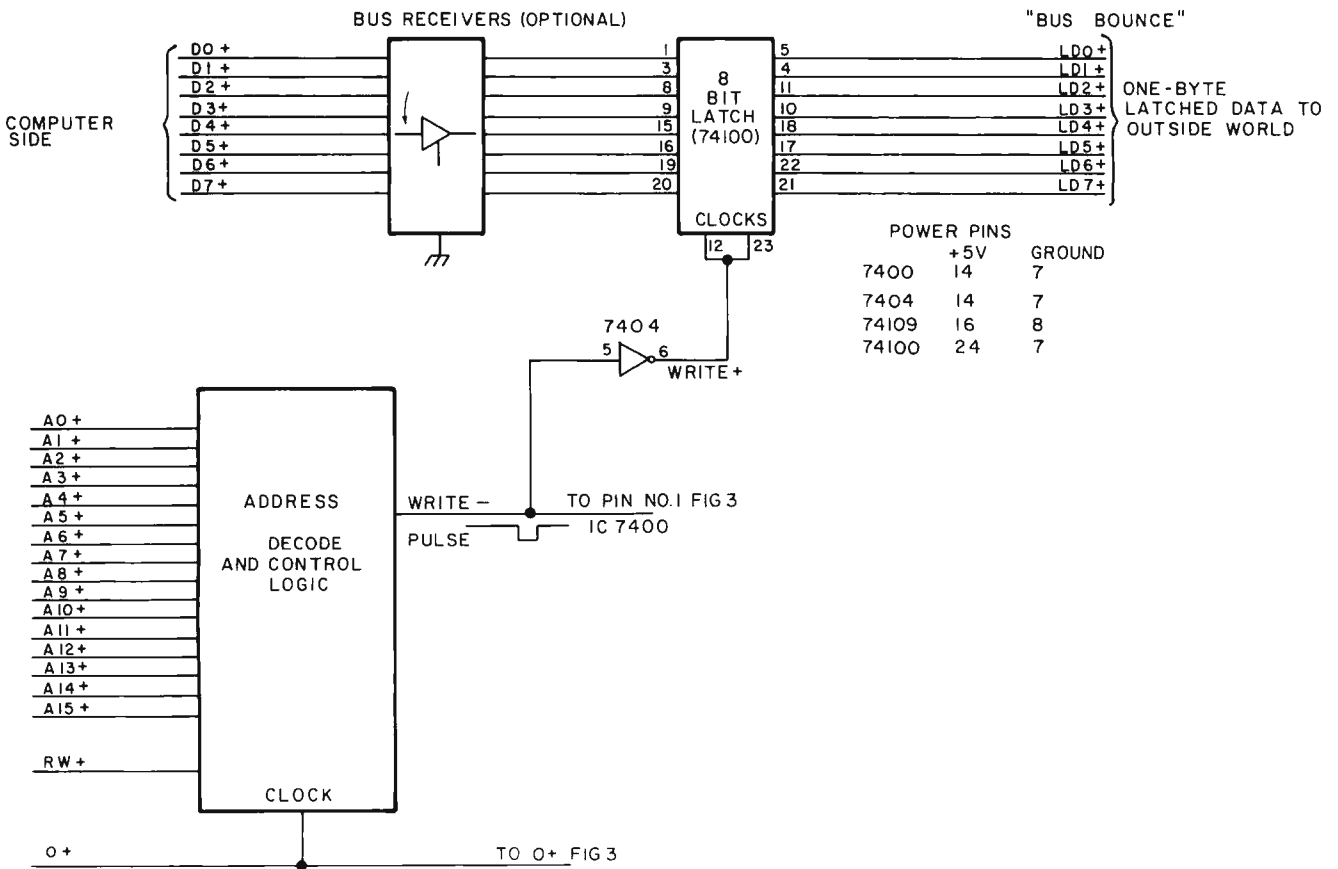 BUS RECEIVERS (OPTIONAL)
"BUS BOUNCE"
COMPUTER
SIDE
D0+
D1+
D2+
D3+
D4+
D5+
D6+
D7+
1
3
8
9
15
16
19
20
8
BIT
LATCH
(74100)
CLOCKS
12 23
5
4
11
10
18
17
22
21
LD0+
LD1+
LD2+
LD3+
LD4+
LD5+
LD6+
LD7+
ONE-BYTE
LATCHED DATA TO
OUTSIDE WORLD
POWER PINS
+5V GROUND
7400 14 7
7404 14 7
74109 16 8
74100 24 7
7404
5 6
WRITE+
A0+
A1+
A2+
A3+
A4+
A5+
A6+
A7+
A8+
A9+
A10+
A11+
A12+
A13+
A14+
A15+
RW+
ADDRESS
DECODE
AND CONTROL
LOGIC
CLOCK
WRITE-
PULSE
TO PIN NO.1 FIG 3
IC 7400
0+
TO 0+ FIG 3